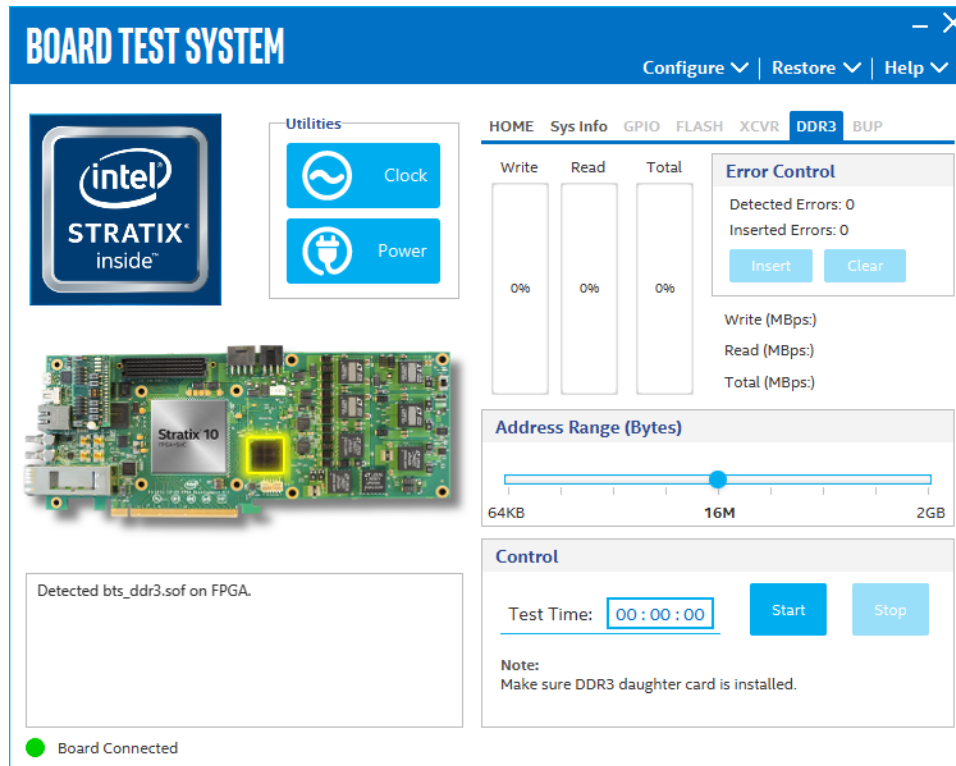 BOARD TEST SYSTEM
Configure | Restore | Help
intel
STRATIX®
inside™
Utilities
Clock
Power
HOME Sys Info GPIO FLASH XCVR DDR3 BUP
Write Read Total
0% 0% 0%
Error Control
Detected Errors: 0
Inserted Errors: 0
Insert Clear
Write (MBps:)
Read (MBps:)
Total (MBps:)
Stratix 10
Address Range (Bytes)
64KB 16M 2GB
Control
Test Time: 00 : 00 : 00 Start Stop
Note:
Make sure DDR3 daughter card is installed.
Detected bts_ddr3.sof on FPGA.
Board Connected